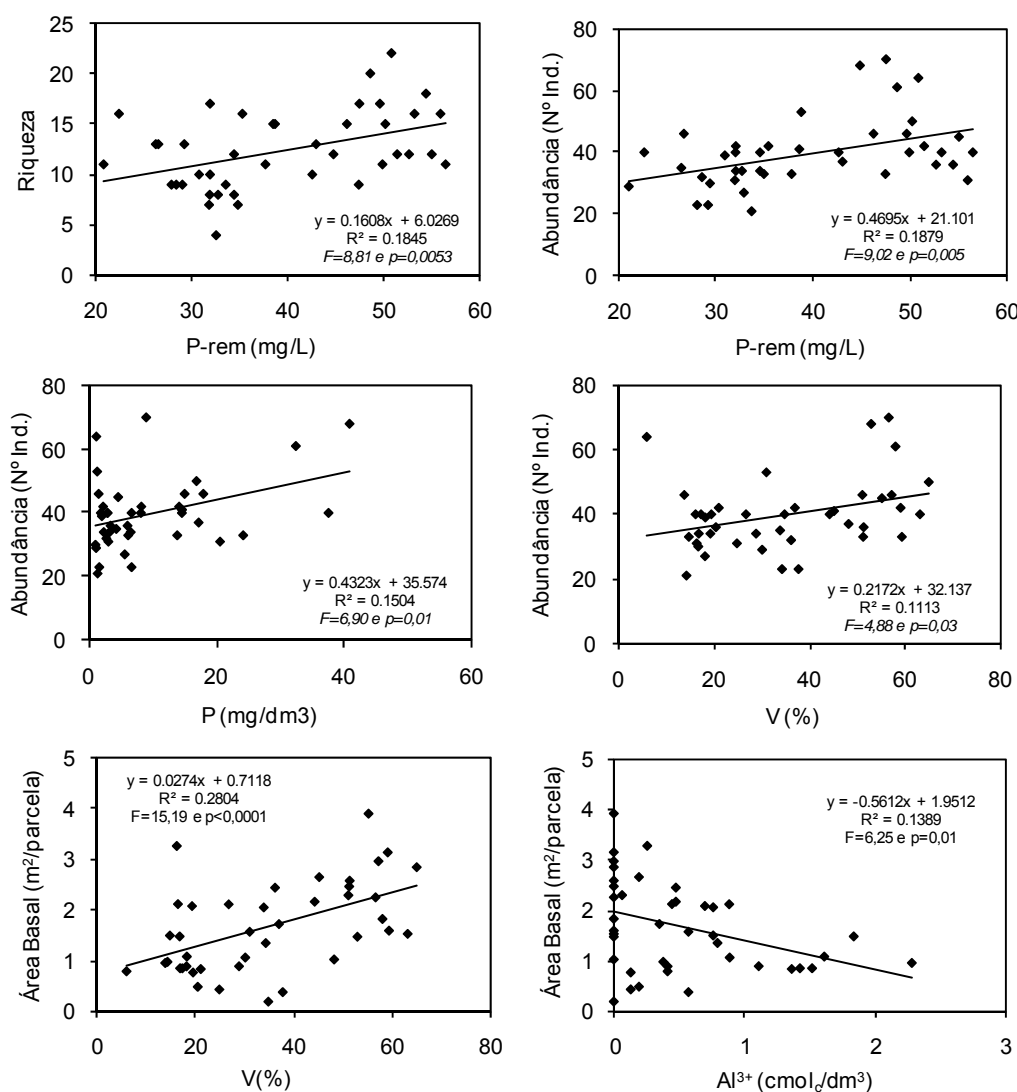 25
20
15
10
5
0
Riqueza
y = 0.1608x + 6.0269
R² = 0.1845
F=8,81 e p=0,0053
20 30 40 50 60
P-rem (mg/L)
80
60
40
20
0
Abundância (Nº Ind.)
y = 0.4695x + 21.101
R² = 0.1879
F=9,02 e p=0,005
20 30 40 50 60
P-rem (mg/L)
80
60
40
20
0
Abundância (Nº Ind.)
y = 0.4323x + 35.574
R² = 0.1504
F=6,90 e p=0,01
0 20 40 60
P (mg/dm3)
80
60
40
20
0
Abundância (Nº Ind.)
y = 0.2172x + 32.137
R² = 0.1113
F=4,88 e p=0,03
0 20 40 60 80
V (%)
5
4
3
2
1
0
Área Basal (m²/parcela)
y = 0.0274x + 0.7118
R² = 0.2804
F=15,19 e p<0,0001
0 20 40 60 80
V(%)
5
4
3
2
1
0
Área Basal (m²/parcela)
y = -0.5612x + 1.9512
R² = 0.1389
F=6,25 e p=0,01
0 1 2 3
Al³⁺ (cmol꜀/dm³)